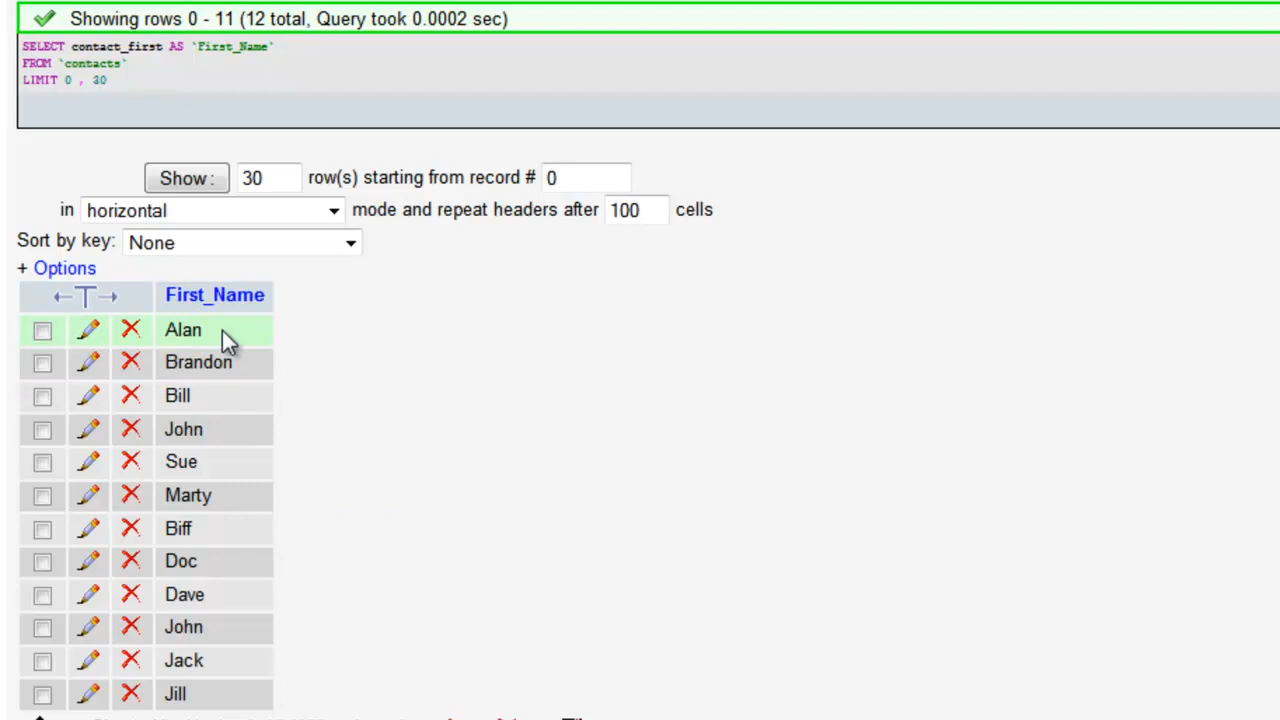 Showing rows 0 - 11 (12 total, Query took 0.0002 sec)
SELECT contact_first AS `First_Name`
FROM `contacts`
LIMIT 0 , 30
Show : 30 row(s) starting from record # 0
in horizontal mode and repeat headers after 100 cells
Sort by key: None
+ Options
←T→ First_Name
Alan
Brandon
Bill
John
Sue
Marty
Biff
Doc
Dave
John
Jack
Jill